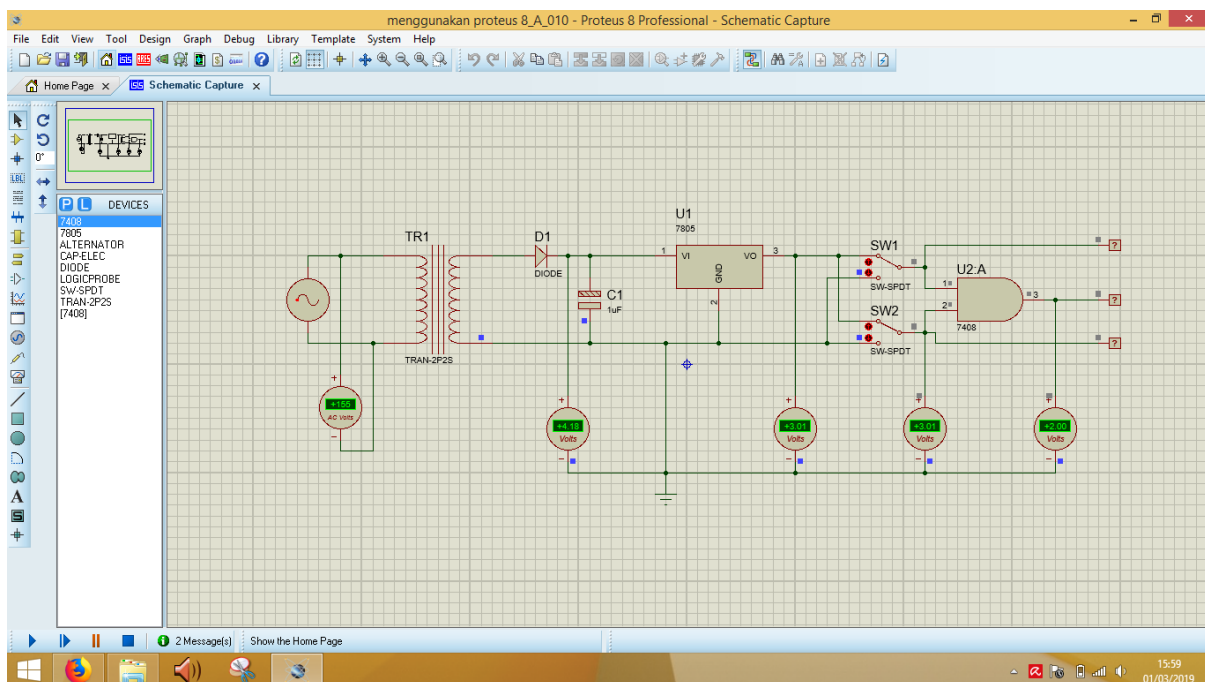 menggunakan proteus 8_A_010 - Proteus 8 Professional - Schematic Capture
File Edit View Tool Design Graph Debug Library Template System Help
Home Page x Schematic Capture x
0°
LBL
P L DEVICES
7408
7805
ALTERNATOR
CAP-ELEC
DIODE
LOGICPROBE
SW-SPDT
TRAN-2P2S
[7408]
A
S
TR1
TRAN-2P2S
+
+155
AC Volts
−
D1
DIODE
C1
1uF
U1
7805
1
VI
VO
3
GND
2
SW1
SW-SPDT
SW2
SW-SPDT
U2:A
1
2
3
7408
?
?
?
+
+4.18
Volts
−
+
+3.01
Volts
−
+
+3.01
Volts
−
+
+2.00
Volts
−
2 Message(s) Show the Home Page
15:59
01/03/2019